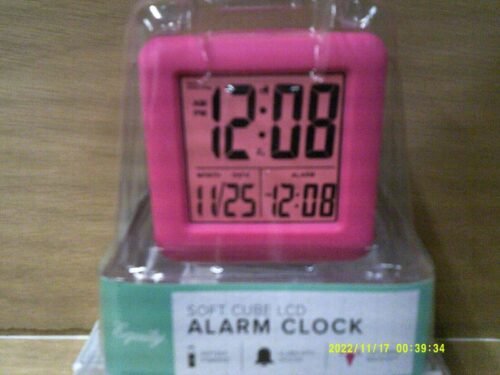 AM
PM
12:08
MONTH DATE ALARM
11/25 12:08
SOFT CUBE LCD
ALARM CLOCK
Equity
2022/11/17 00:39:34